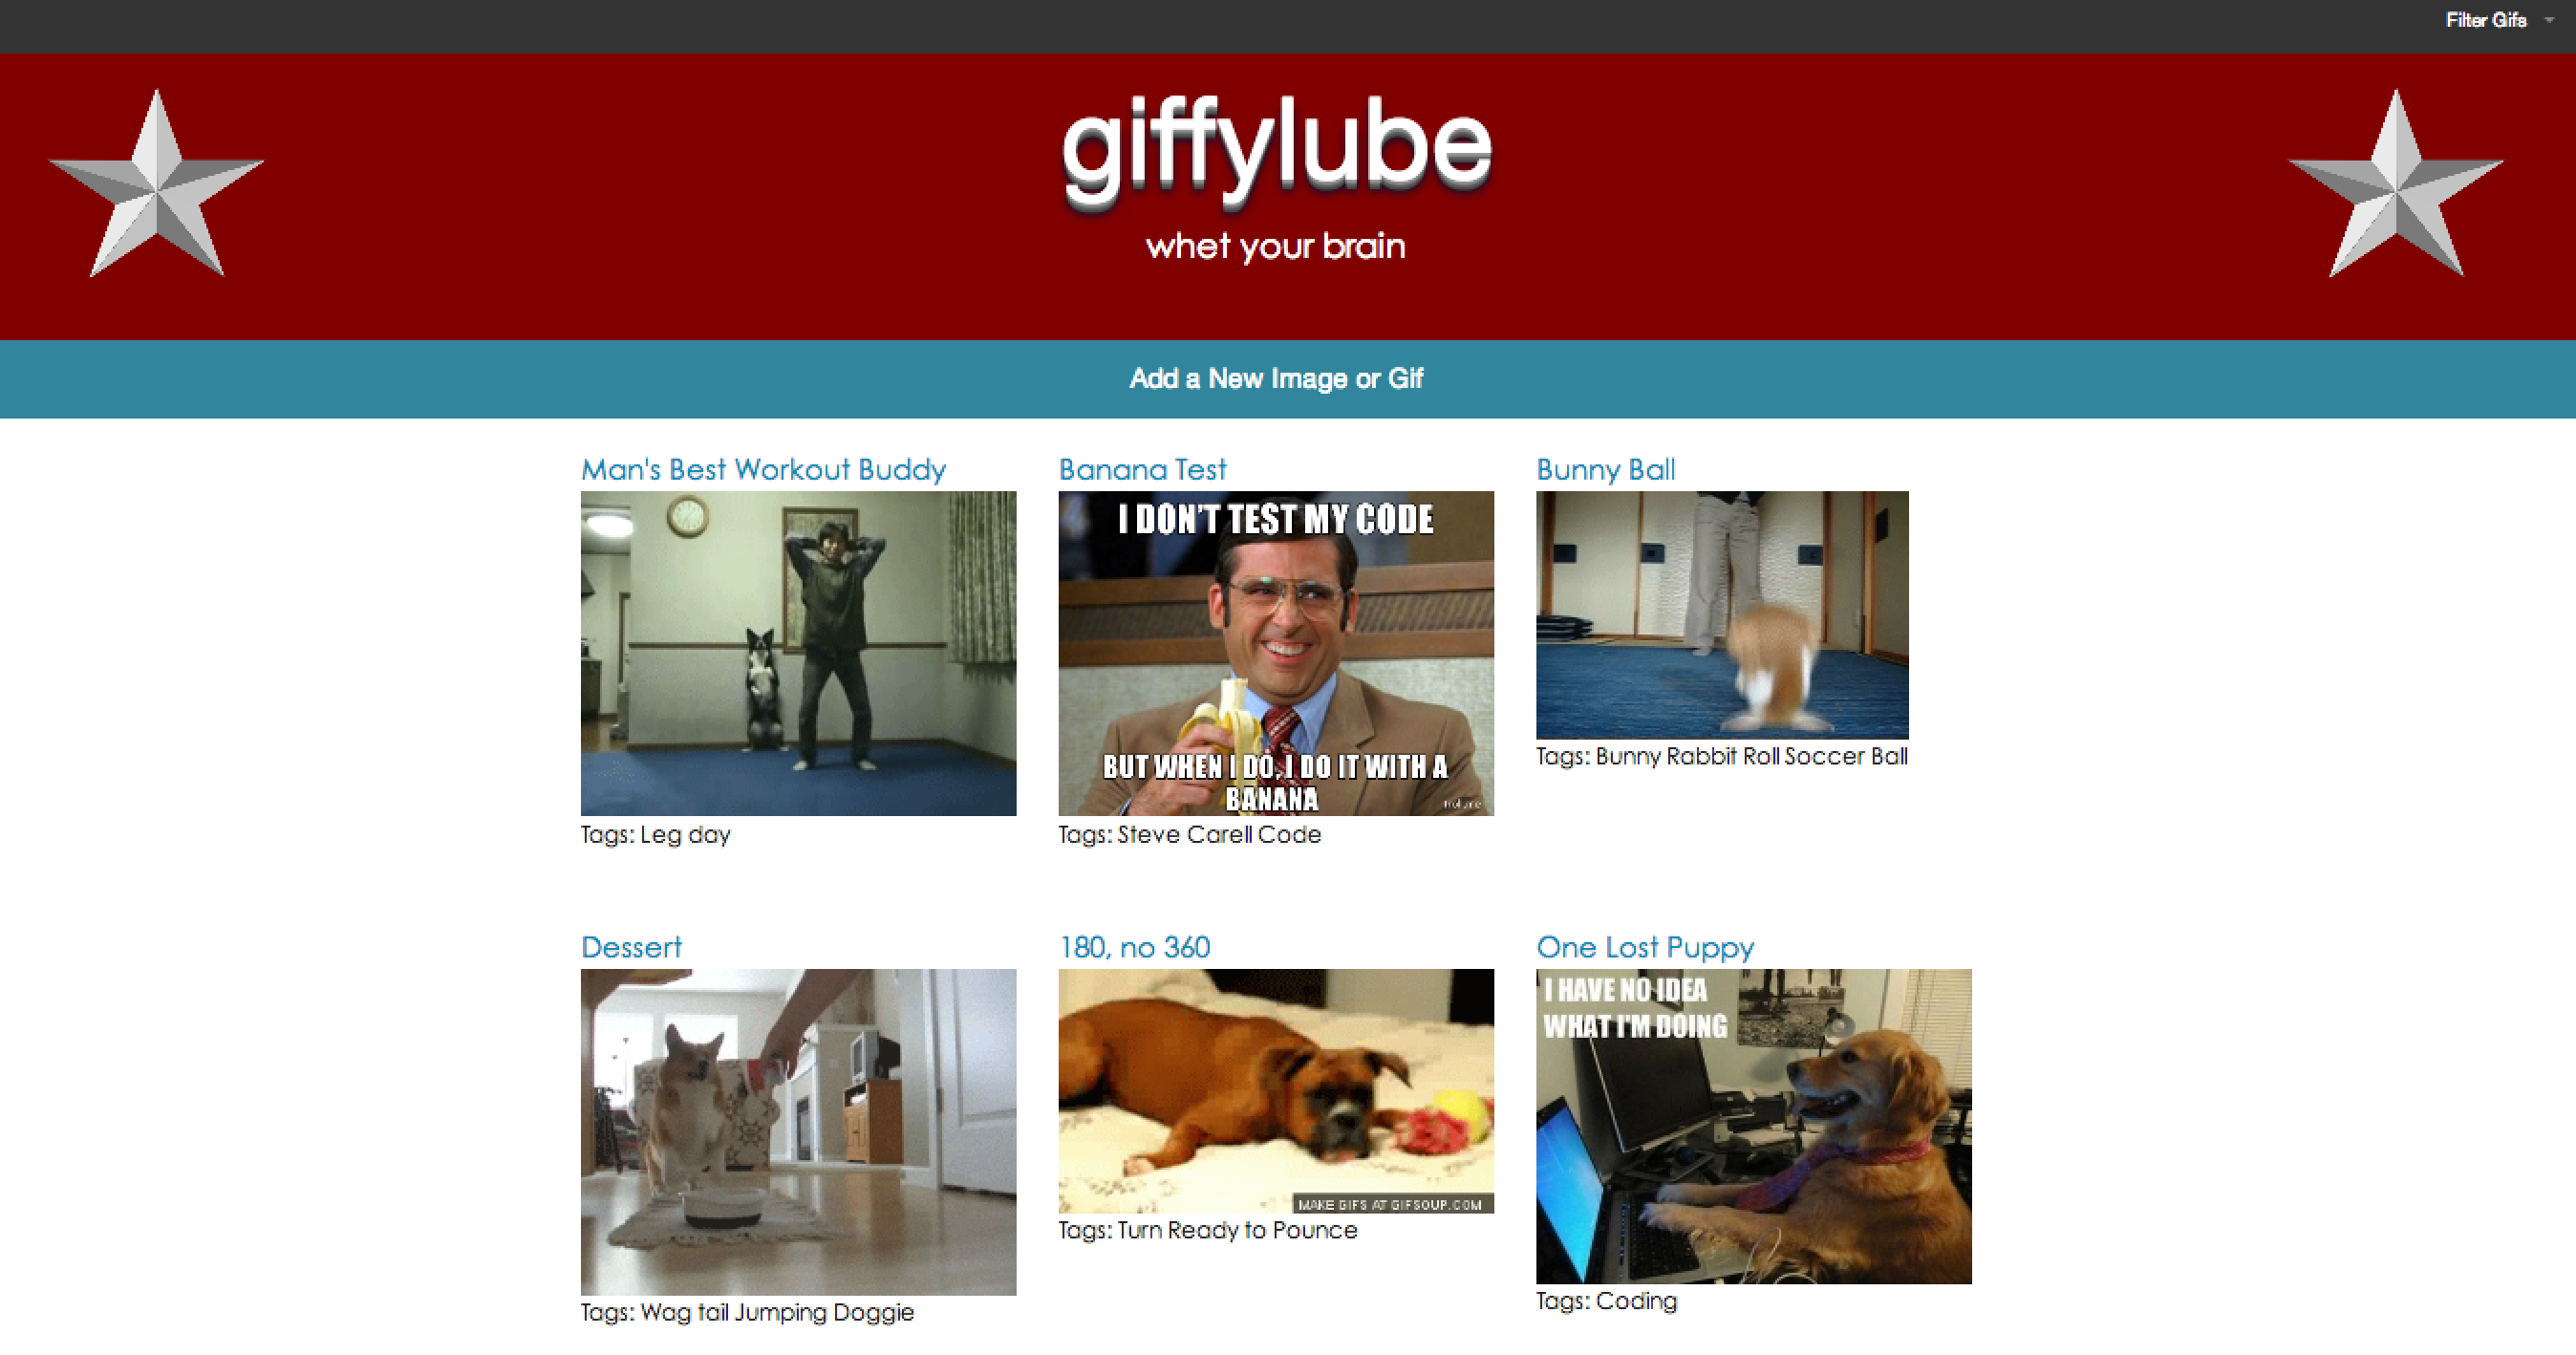 Filter Gifs
giffylube
whet your brain
Add a New Image or Gif
Man's Best Workout Buddy
Banana Test
Bunny Ball
I DON'T TEST MY CODE
BUT WHEN I DO, I DO IT WITH A
BANANA
Tags: Leg day
Tags: Steve Carell Code
Tags: Bunny Rabbit Roll Soccer Ball
Dessert
180, no 360
One Lost Puppy
I HAVE NO IDEA
WHAT I'M DOING
MAKE GIFS AT GIFSOUP.COM
Tags: Wag tail Jumping Doggie
Tags: Turn Ready to Pounce
Tags: Coding